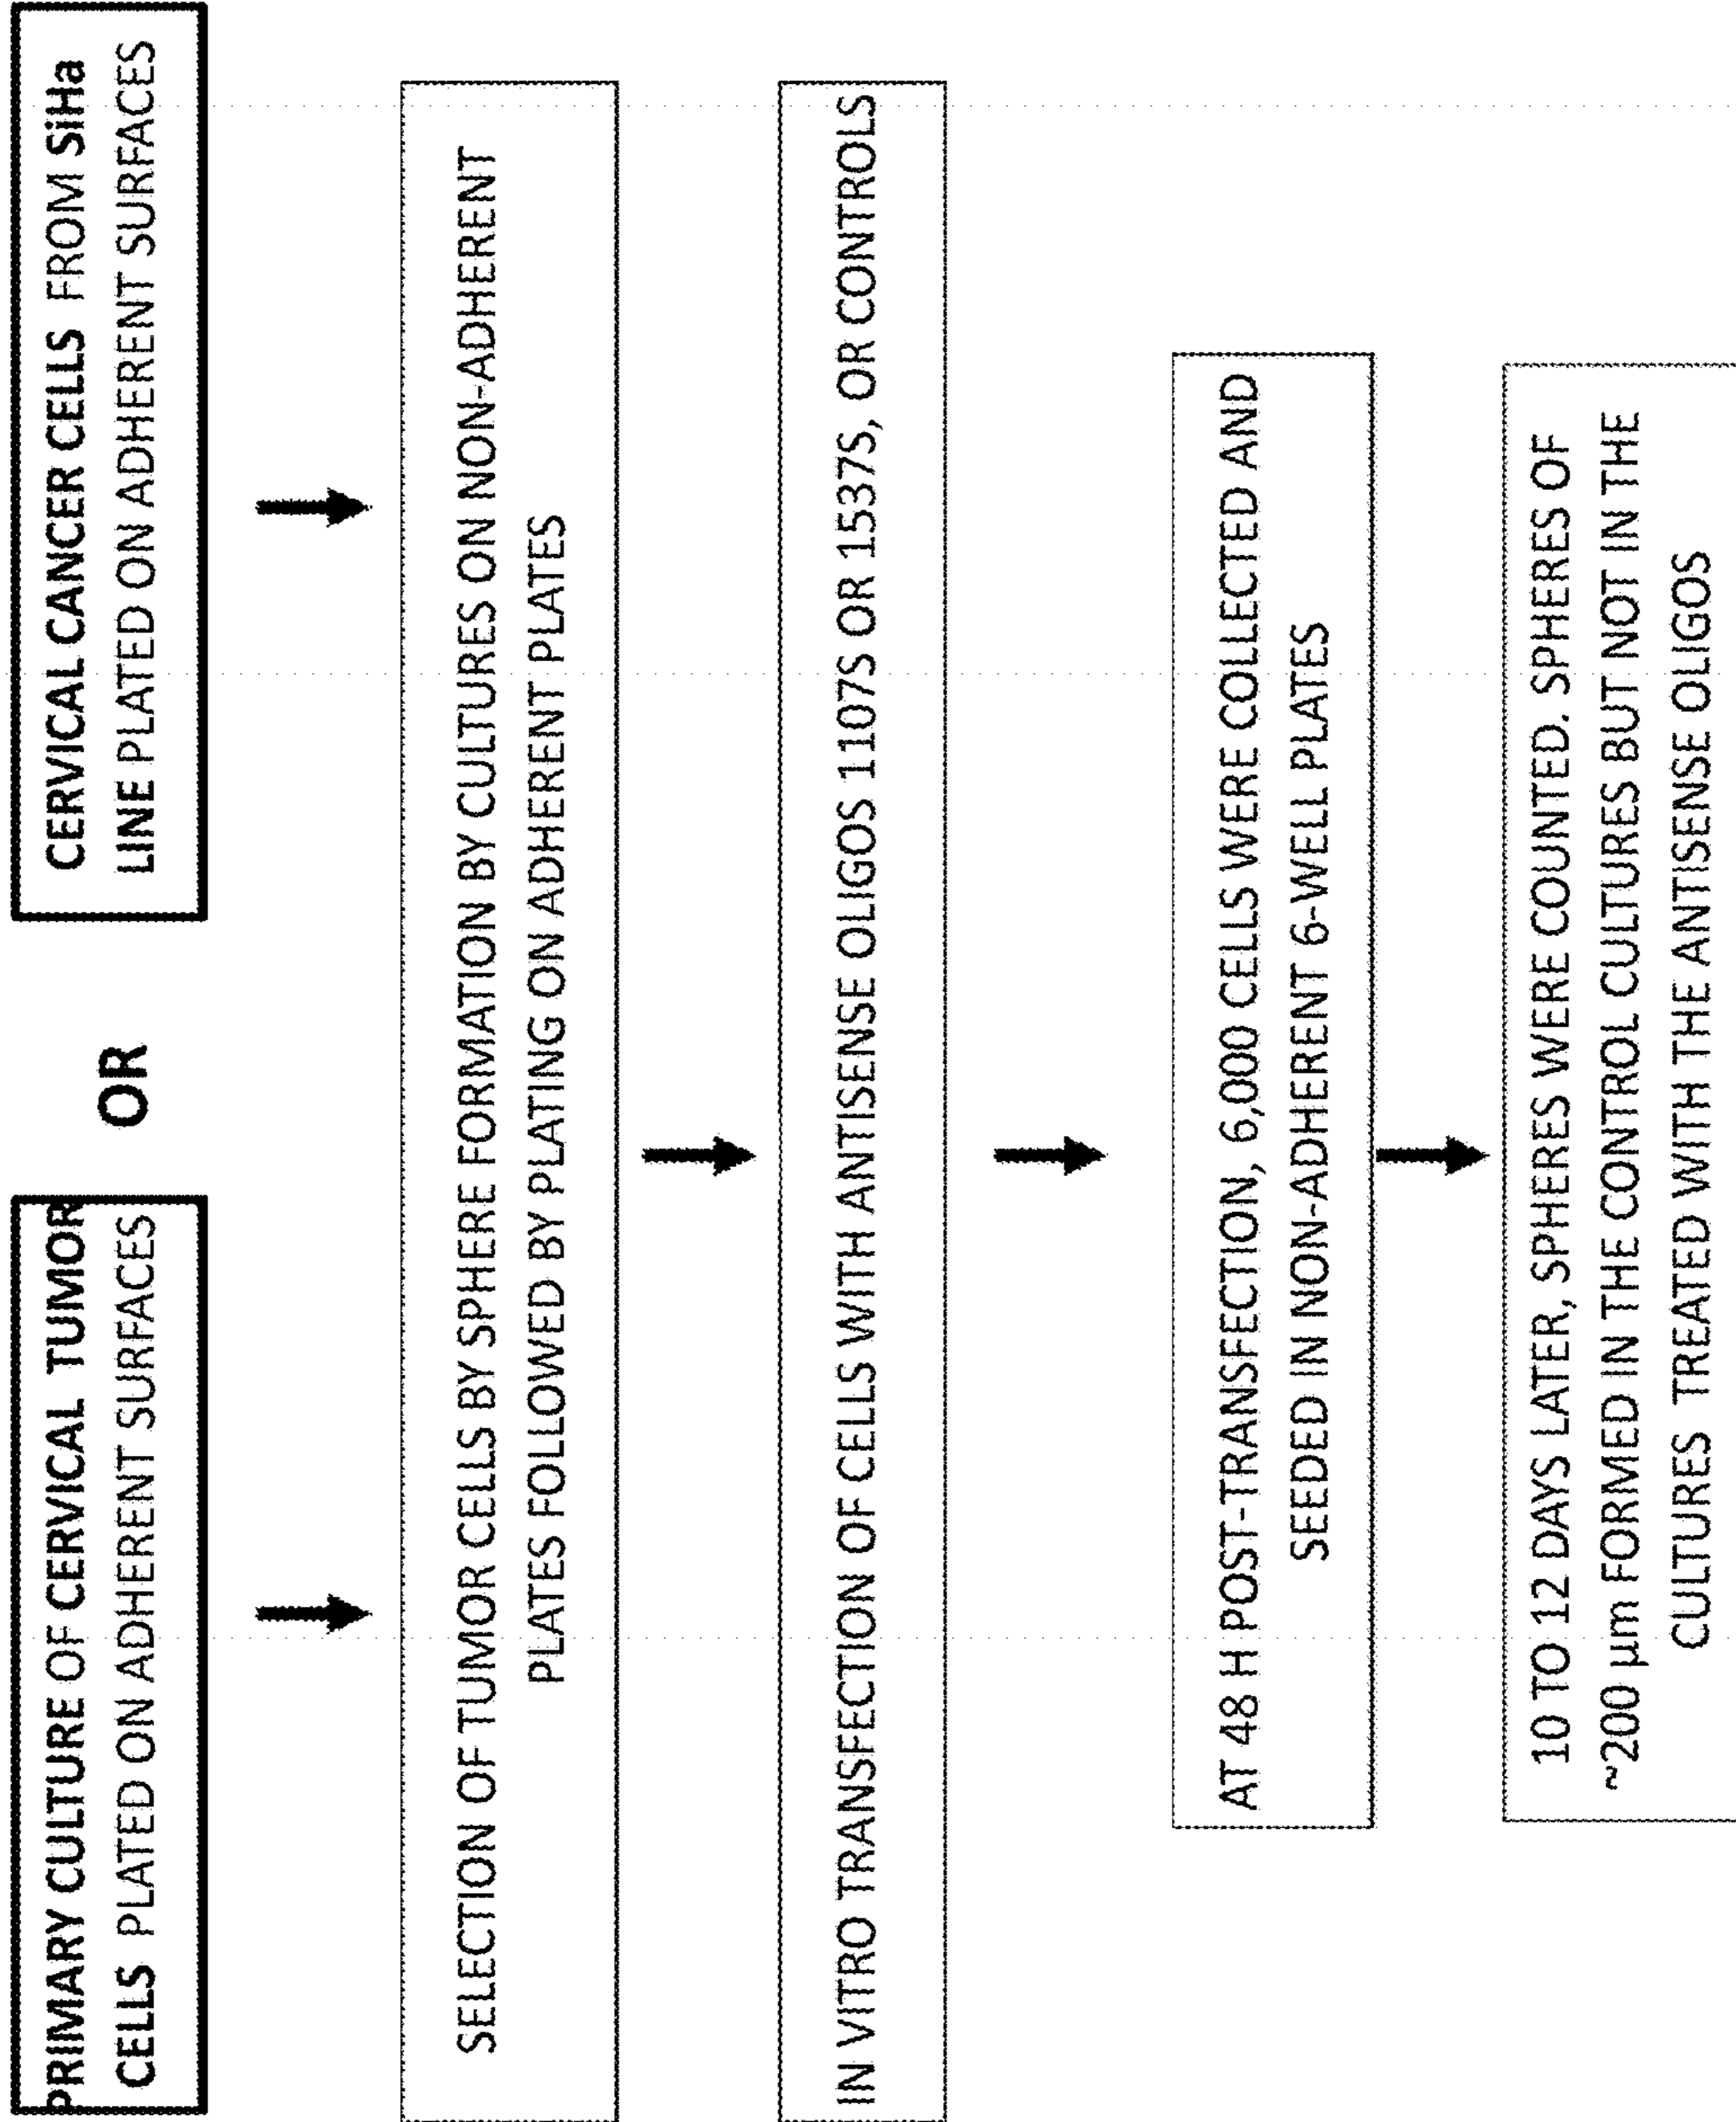 PRIMARY CULTURE OF CERVICAL TUMOR
CELLS PLATED ON ADHERENT SURFACES
OR
CERVICAL CANCER CELLS FROM SiHa
LINE PLATED ON ADHERENT SURFACES
SELECTION OF TUMOR CELLS BY SPHERE FORMATION BY CULTURES ON NON-ADHERENT
PLATES FOLLOWED BY PLATING ON ADHERENT PLATES
IN VITRO TRANSFECTION OF CELLS WITH ANTISENSE OLIGOS 1107S OR 1537S, OR CONTROLS
AT 48 H POST-TRANSFECTION, 6,000 CELLS WERE COLLECTED AND
SEEDED IN NON-ADHERENT 6-WELL PLATES
10 TO 12 DAYS LATER, SPHERES WERE COUNTED. SPHERES OF
~200 µm FORMED IN THE CONTROL CULTURES BUT NOT IN THE
CULTURES TREATED WITH THE ANTISENSE OLIGOS